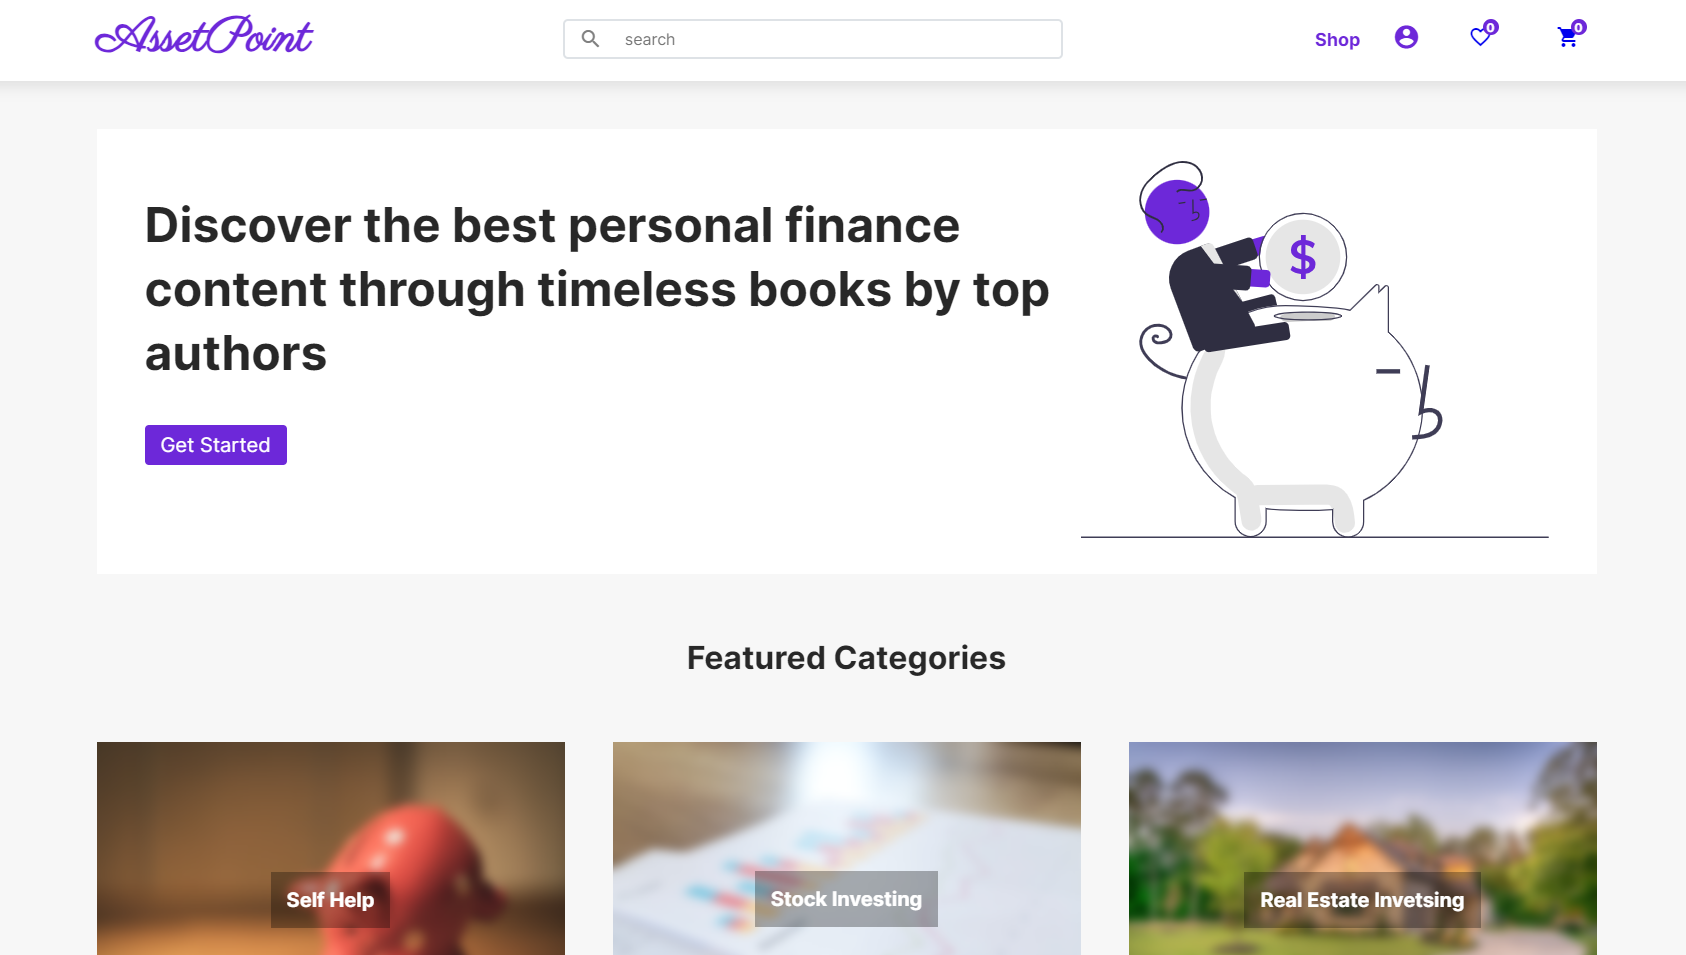 AssetPoint
search
Shop
0
0
$
Discover the best personal finance
content through timeless books by top
authors
Get Started
Featured Categories
Self Help
Stock Investing
Real Estate Invetsing